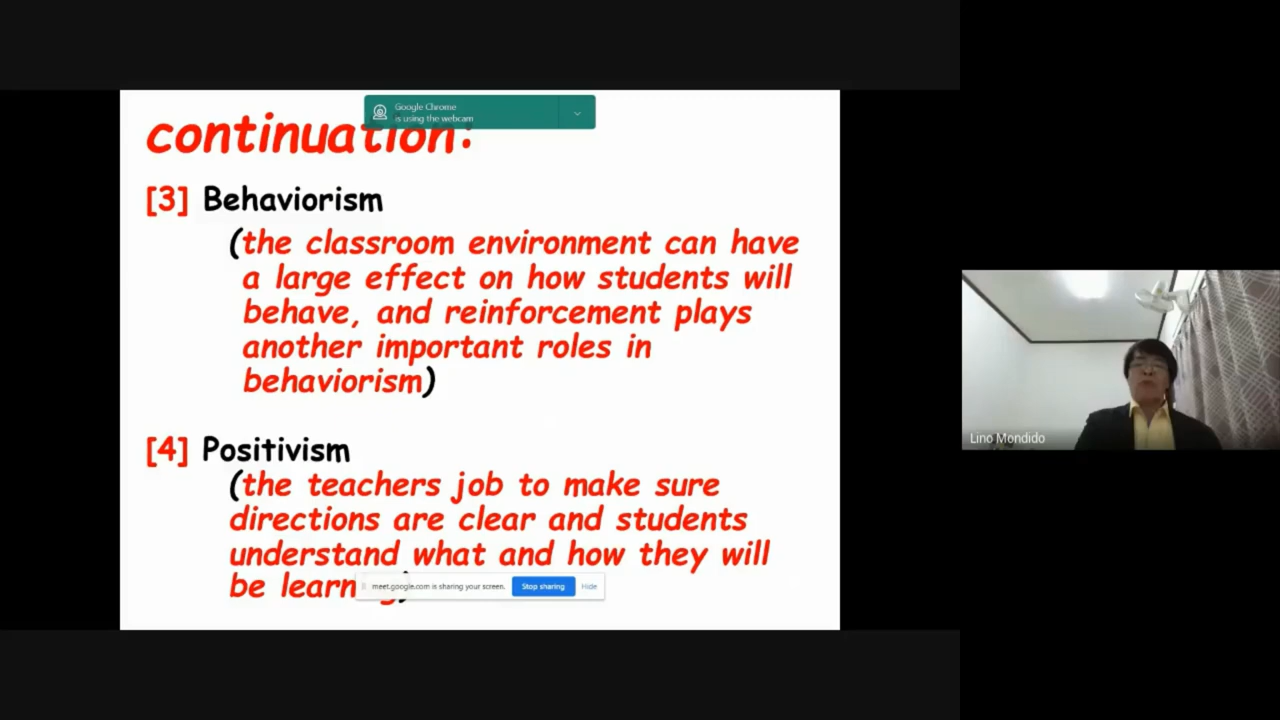 Google Chrome
is using the webcam
continuation:
[3] Behaviorism
(the classroom environment can have
a large effect on how students will
behave, and reinforcement plays
another important roles in
behaviorism)
[4] Positivism
(the teachers job to make sure
directions are clear and students
understand what and how they will
be learning)
meet.google.com is sharing your screen.
Stop sharing
Hide
Lino Mondido